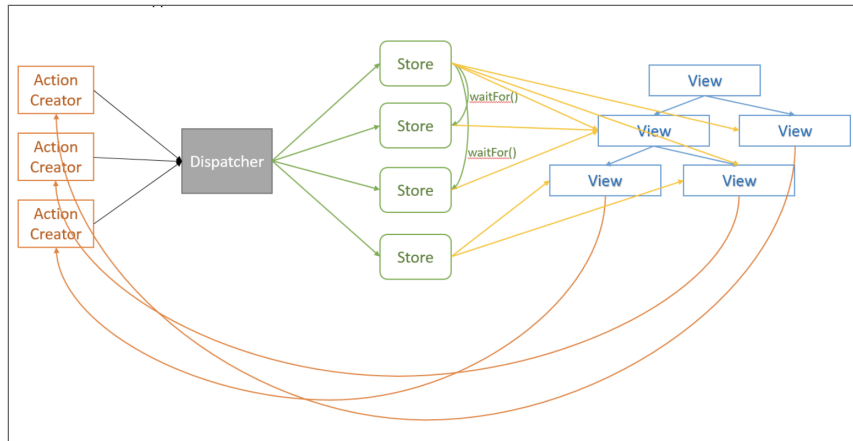 Action
Creator
Action
Creator
Action
Creator
Dispatcher
Store
Store
Store
Store
waitFor()
waitFor()
View
View
View
View
View